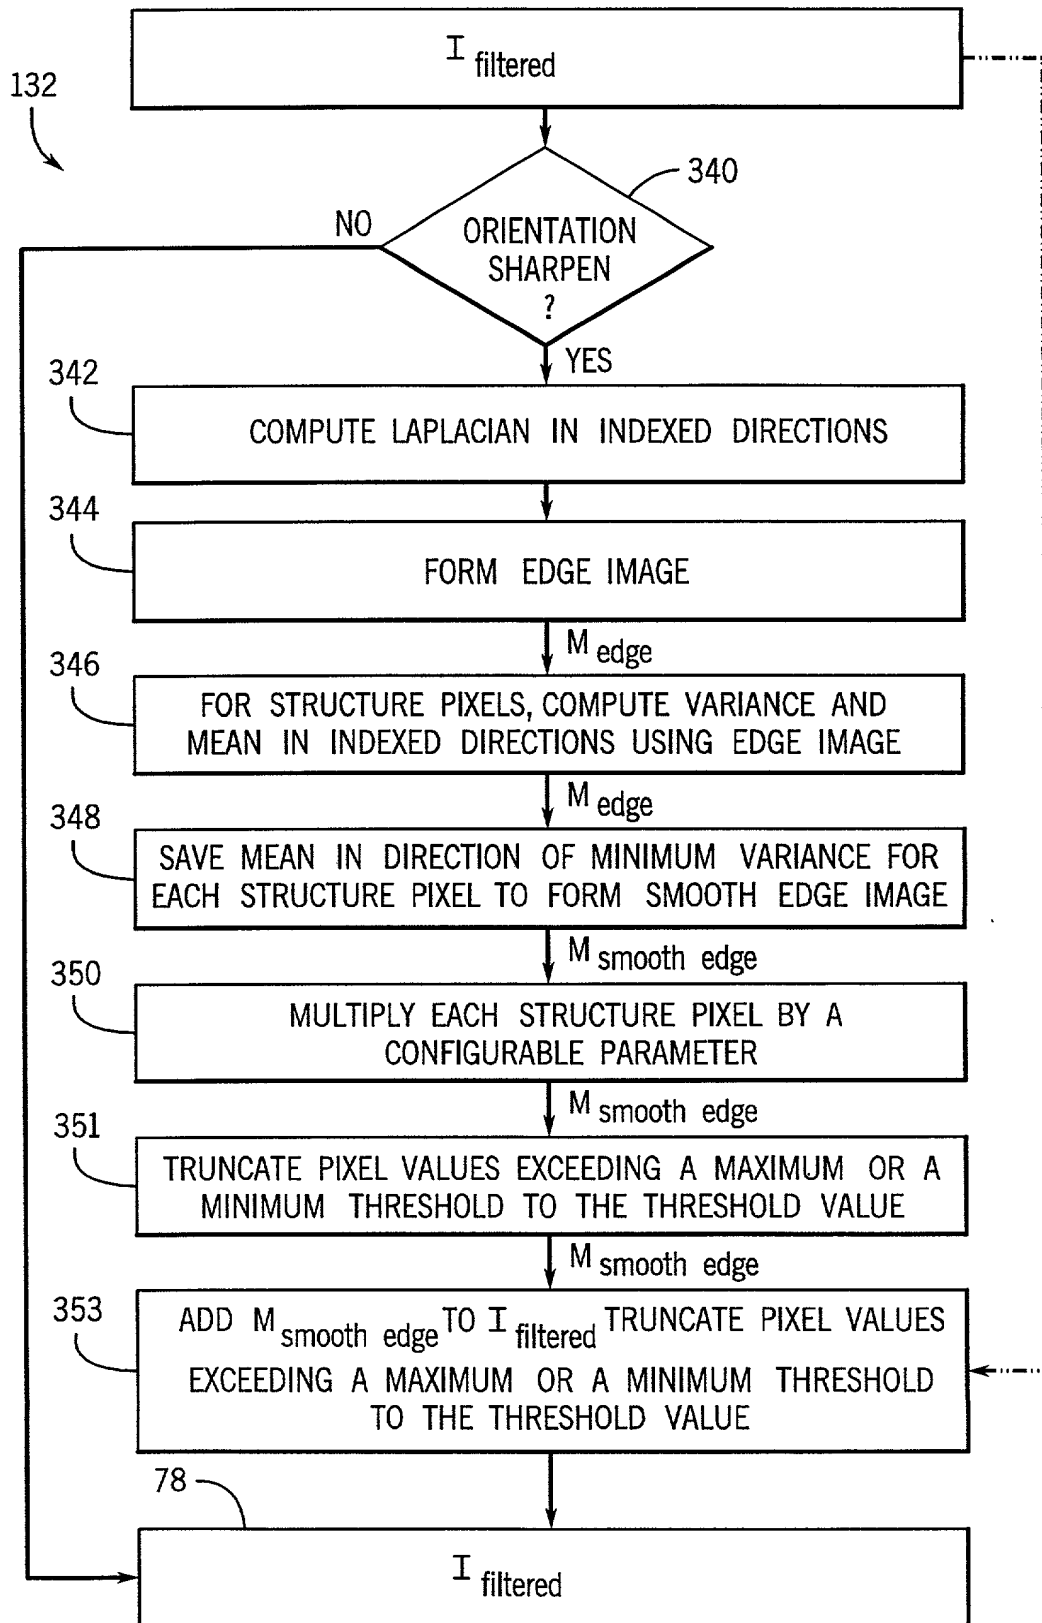 I filtered
132
340
NO
ORIENTATION
SHARPEN
?
YES
342
COMPUTE LAPLACIAN IN INDEXED DIRECTIONS
344
FORM EDGE IMAGE
M edge
346
FOR STRUCTURE PIXELS, COMPUTE VARIANCE AND
MEAN IN INDEXED DIRECTIONS USING EDGE IMAGE
M edge
348
SAVE MEAN IN DIRECTION OF MINIMUM VARIANCE FOR
EACH STRUCTURE PIXEL TO FORM SMOOTH EDGE IMAGE
M smooth edge
350
MULTIPLY EACH STRUCTURE PIXEL BY A
CONFIGURABLE PARAMETER
M smooth edge
351
TRUNCATE PIXEL VALUES EXCEEDING A MAXIMUM OR A
MINIMUM THRESHOLD TO THE THRESHOLD VALUE
M smooth edge
353
ADD M smooth edge TO I filtered TRUNCATE PIXEL VALUES
EXCEEDING A MAXIMUM OR A MINIMUM THRESHOLD
TO THE THRESHOLD VALUE
78
I filtered